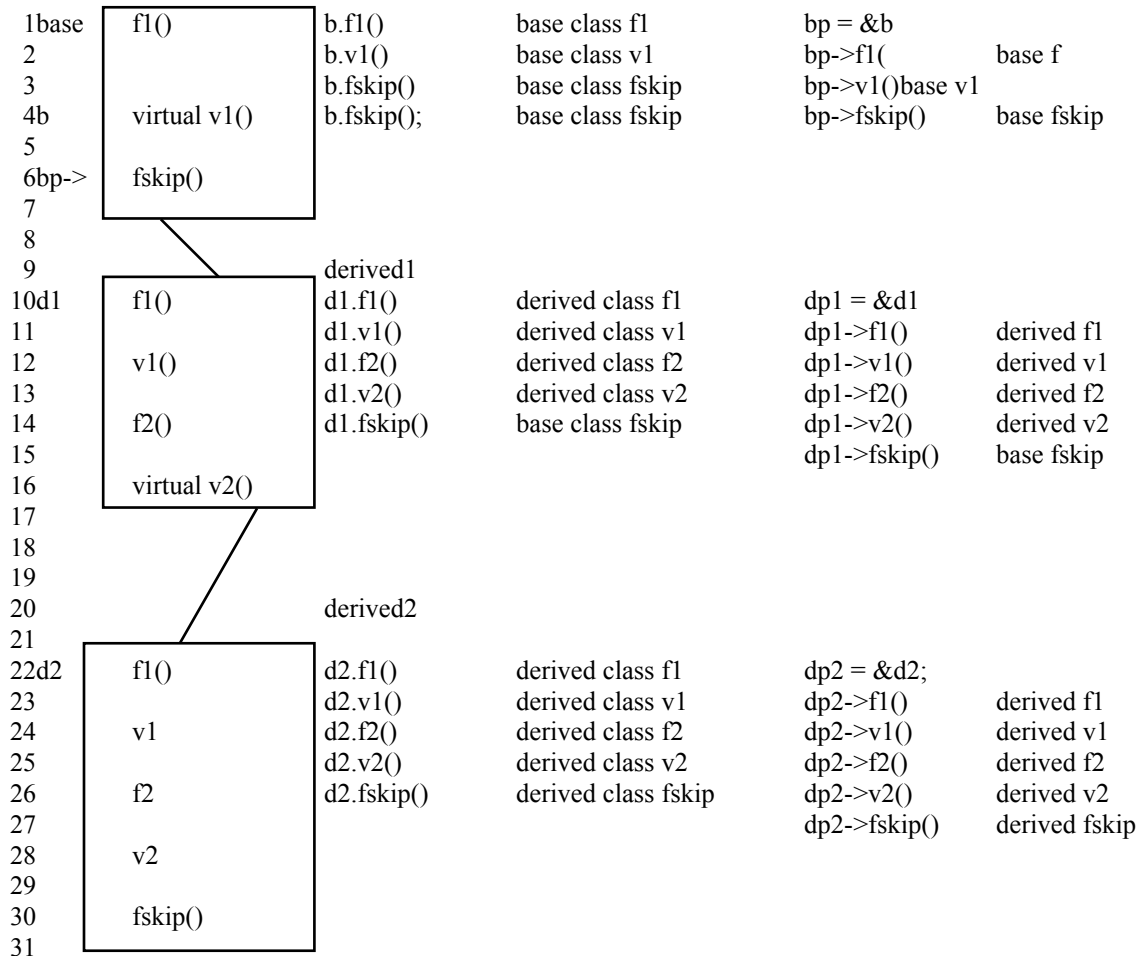 1base f1() b.f1() base class f1 bp = &b
2 b.v1() base class v1 bp->f1( base f
3 b.fskip() base class fskip bp->v1()base v1
4b virtual v1() b.fskip(); base class fskip bp->fskip() base fskip
5
6bp-> fskip()
7
8
9 derived1
10d1 f1() d1.f1() derived class f1 dp1 = &d1
11 d1.v1() derived class v1 dp1->f1() derived f1
12 v1() d1.f2() derived class f2 dp1->v1() derived v1
13 d1.v2() derived class v2 dp1->f2() derived f2
14 f2() d1.fskip() base class fskip dp1->v2() derived v2
15 dp1->fskip() base fskip
16 virtual v2()
17
18
19
20 derived2
21
22d2 f1() d2.f1() derived class f1 dp2 = &d2;
23 d2.v1() derived class v1 dp2->f1() derived f1
24 v1 d2.f2() derived class f2 dp2->v1() derived v1
25 d2.v2() derived class v2 dp2->f2() derived f2
26 f2 d2.fskip() derived class fskip dp2->v2() derived v2
27 dp2->fskip() derived fskip
28 v2
29
30 fskip()
31